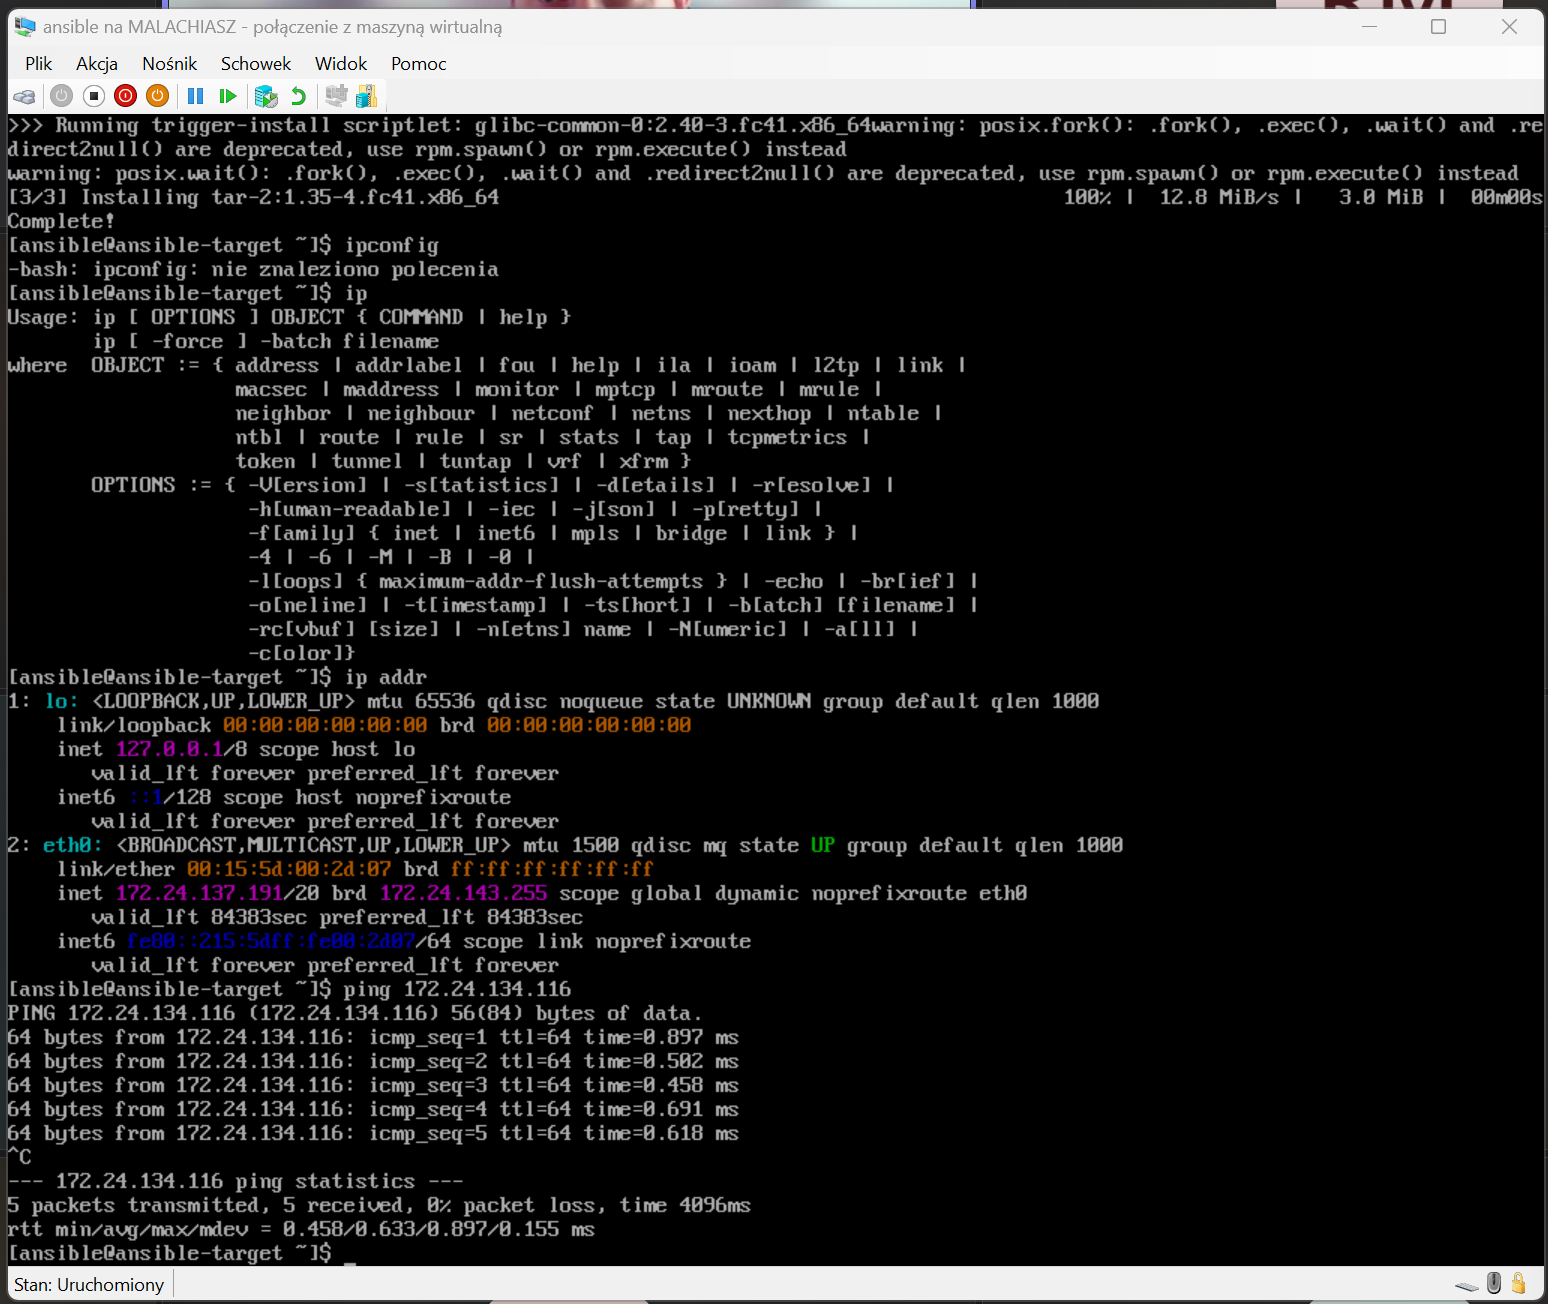 ansible na MALACHIASZ - połączenie z maszyną wirtualną
Plik Akcja Nośnik Schowek Widok Pomoc
>>> Running trigger-install scriptlet: glibc-common-0:2.40-3.fc41.x86_64warning: posix.fork(): .fork(), .exec(), .wait() and .re
direct2null() are deprecated, use rpm.spawn() or rpm.execute() instead
warning: posix.wait(): .fork(), .exec(), .wait() and .redirect2null() are deprecated, use rpm.spawn() or rpm.execute() instead
[3/3] Installing tar-2:1.35-4.fc41.x86_64 100% | 12.8 MiB/s | 3.0 MiB | 00m00s
Complete!
[ansible@ansible-target ~]$ ipconfig
-bash: ipconfig: nie znaleziono polecenia
[ansible@ansible-target ~]$ ip
Usage: ip [ OPTIONS ] OBJECT { COMMAND | help }
ip [ -force ] -batch filename
where OBJECT := { address | addrlabel | fou | help | ila | ioam | l2tp | link |
macsec | maddress | monitor | mptcp | mroute | mrule |
neighbor | neighbour | netconf | netns | nexthop | ntable |
ntbl | route | rule | sr | stats | tap | tcpmetrics |
token | tunnel | tuntap | vrf | xfrm }
OPTIONS := { -V[ersion] | -s[tatistics] | -d[etails] | -r[esolve] |
-h[uman-readable] | -iec | -j[son] | -p[retty] |
-f[amily] { inet | inet6 | mpls | bridge | link } |
-4 | -6 | -M | -B | -0 |
-l[oops] { maximum-addr-flush-attempts } | -echo | -br[ief] |
-o[neline] | -t[imestamp] | -ts[hort] | -b[atch] [filename] |
-rc[vbuf] [size] | -n[etns] name | -N[umeric] | -a[ll] |
-c[olor]}
[ansible@ansible-target ~]$ ip addr
1: lo: <LOOPBACK,UP,LOWER_UP> mtu 65536 qdisc noqueue state UNKNOWN group default qlen 1000
link/loopback 00:00:00:00:00:00 brd 00:00:00:00:00:00
inet 127.0.0.1/8 scope host lo
valid_lft forever preferred_lft forever
inet6 ::1/128 scope host noprefixroute
valid_lft forever preferred_lft forever
2: eth0: <BROADCAST,MULTICAST,UP,LOWER_UP> mtu 1500 qdisc mq state UP group default qlen 1000
link/ether 00:15:5d:00:2d:07 brd ff:ff:ff:ff:ff:ff
inet 172.24.137.191/20 brd 172.24.143.255 scope global dynamic noprefixroute eth0
valid_lft 84383sec preferred_lft 84383sec
inet6 fe80::215:5dff:fe00:2d07/64 scope link noprefixroute
valid_lft forever preferred_lft forever
[ansible@ansible-target ~]$ ping 172.24.134.116
PING 172.24.134.116 (172.24.134.116) 56(84) bytes of data.
64 bytes from 172.24.134.116: icmp_seq=1 ttl=64 time=0.897 ms
64 bytes from 172.24.134.116: icmp_seq=2 ttl=64 time=0.502 ms
64 bytes from 172.24.134.116: icmp_seq=3 ttl=64 time=0.458 ms
64 bytes from 172.24.134.116: icmp_seq=4 ttl=64 time=0.691 ms
64 bytes from 172.24.134.116: icmp_seq=5 ttl=64 time=0.618 ms
^C
--- 172.24.134.116 ping statistics ---
5 packets transmitted, 5 received, 0% packet loss, time 4096ms
rtt min/avg/max/mdev = 0.458/0.633/0.897/0.155 ms
[ansible@ansible-target ~]$ _
Stan: Uruchomiony